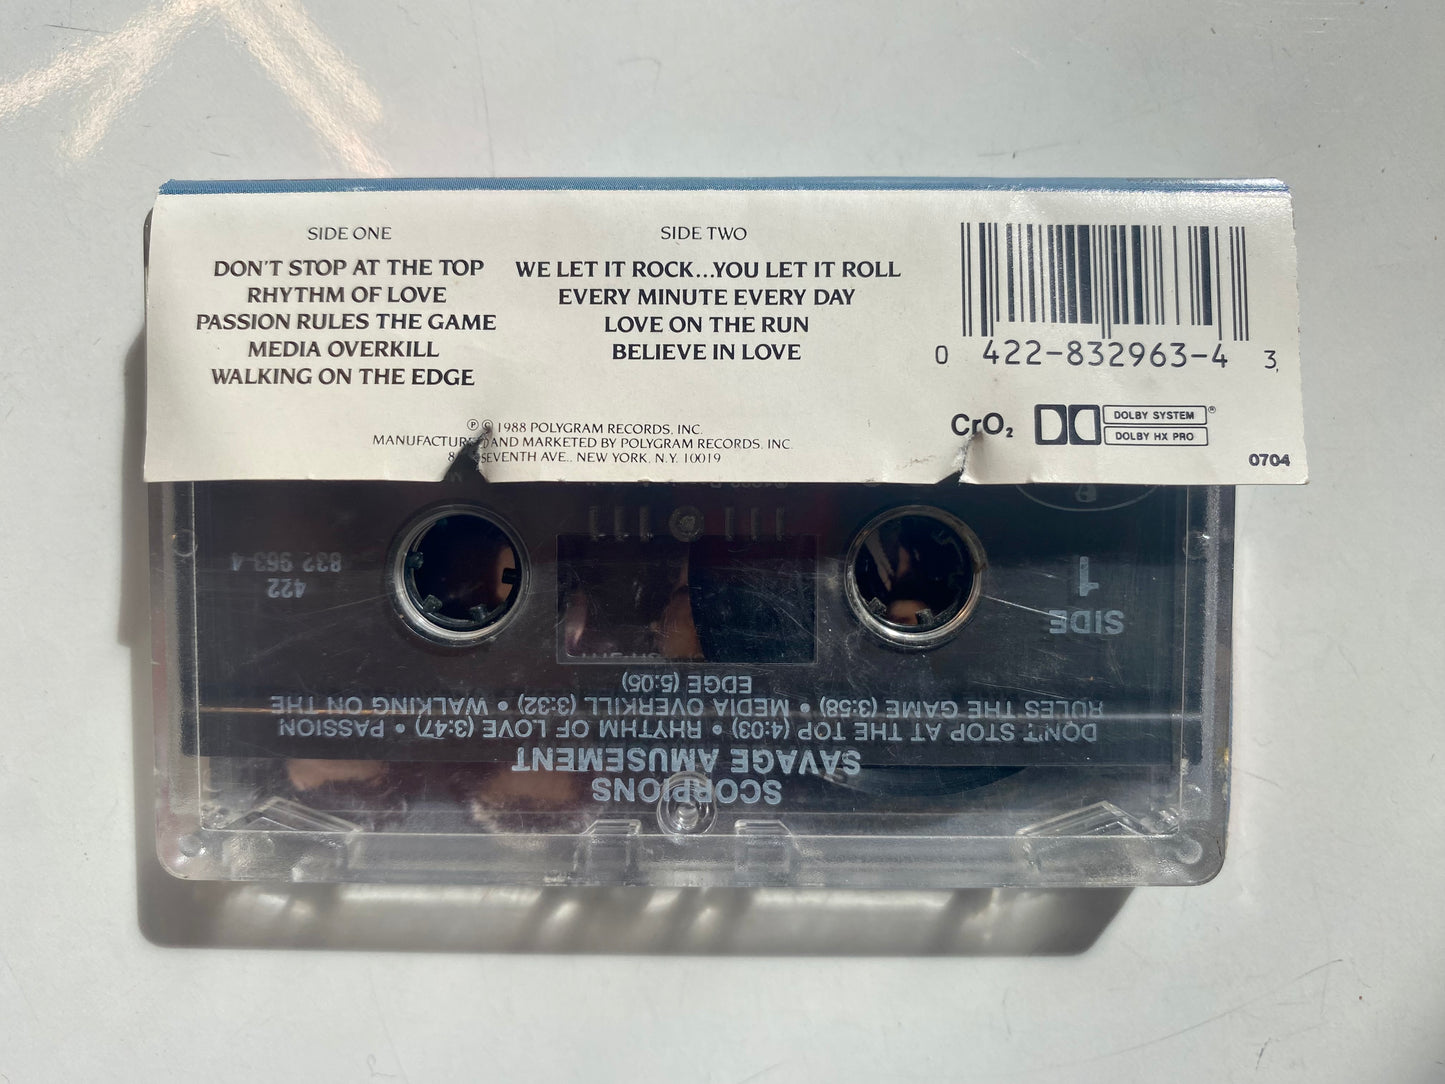 SIDE ONE
DON'T STOP AT THE TOP
RHYTHM OF LOVE
PASSION RULES THE GAME
MEDIA OVERKILL
WALKING ON THE EDGE
SIDE TWO
WE LET IT ROCK...YOU LET IT ROLL
EVERY MINUTE EVERY DAY
LOVE ON THE RUN
BELIEVE IN LOVE
0 422-832963-4 3
℗ © 1988 POLYGRAM RECORDS, INC.
MANUFACTURED AND MARKETED BY POLYGRAM RECORDS, INC.
SEVENTH AVE., NEW YORK, N.Y. 10019
CrO₂
DOLBY SYSTEM®
DOLBY HX PRO
0704
SCORPIONS
SAVAGE AMUSEMENT
DON'T STOP AT THE TOP (4:03) • RHYTHM OF LOVE (3:47) • PASSION
RULES THE GAME (3:58) • MEDIA OVERKILL (3:32) • WALKING ON THE
EDGE (5:05)
SIDE
1
422
832 963-4